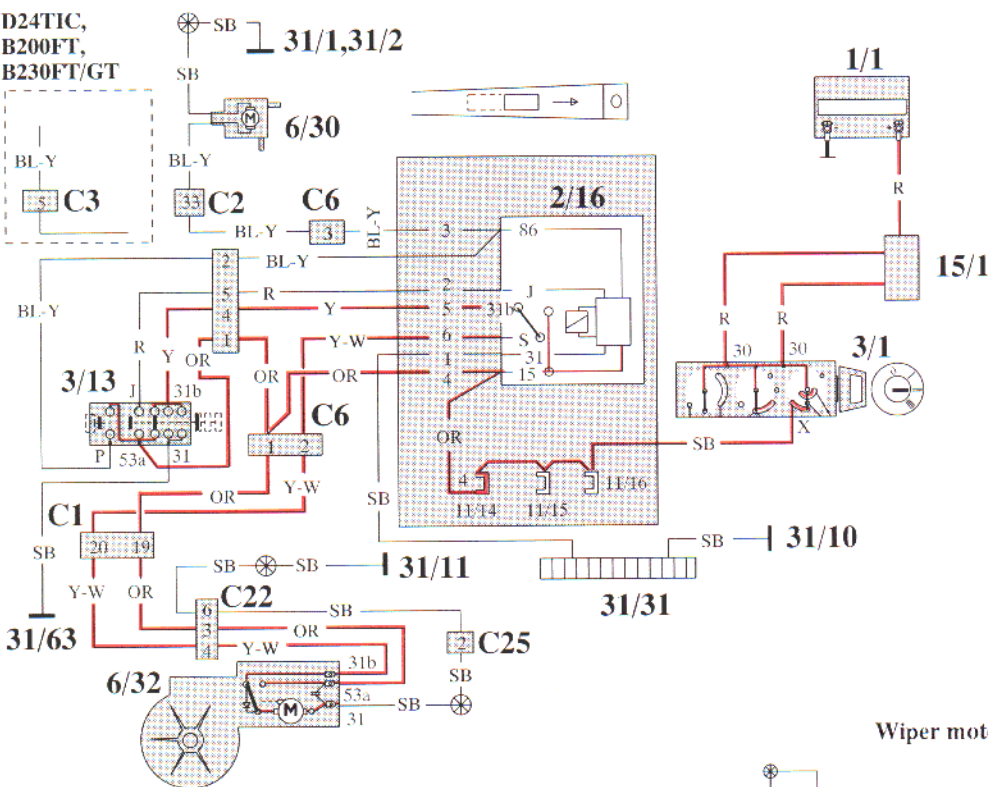 D24TIC,
B200FT,
B230FT/GT
SB
31/1,31/2
SB
6/30
1/1
BL-Y
C3
5
BL-Y
C2
33
C6
3
BL-Y
BL-Y
2/16
R
15/1
3
86
2
BL-Y
5
R
2
J
4
Y
5
31b
1
Y-W
6
S
1
31
OR
4
15
BL-Y
R
Y
OR
OR
R
R
30
30
3/1
X
3/13
J
31b
P
53a
31
C6
1
2
OR
SB
4
11/14
11/15
11/16
OR
Y-W
SB
C1
20
19
SB
SB
31/10
SB
SB
31/11
31/31
Y-W
OR
C22
6
SB
3
OR
4
Y-W
2
C25
31/63
SB
6/32
31b
53a
M
31
SB
M
Wiper mot